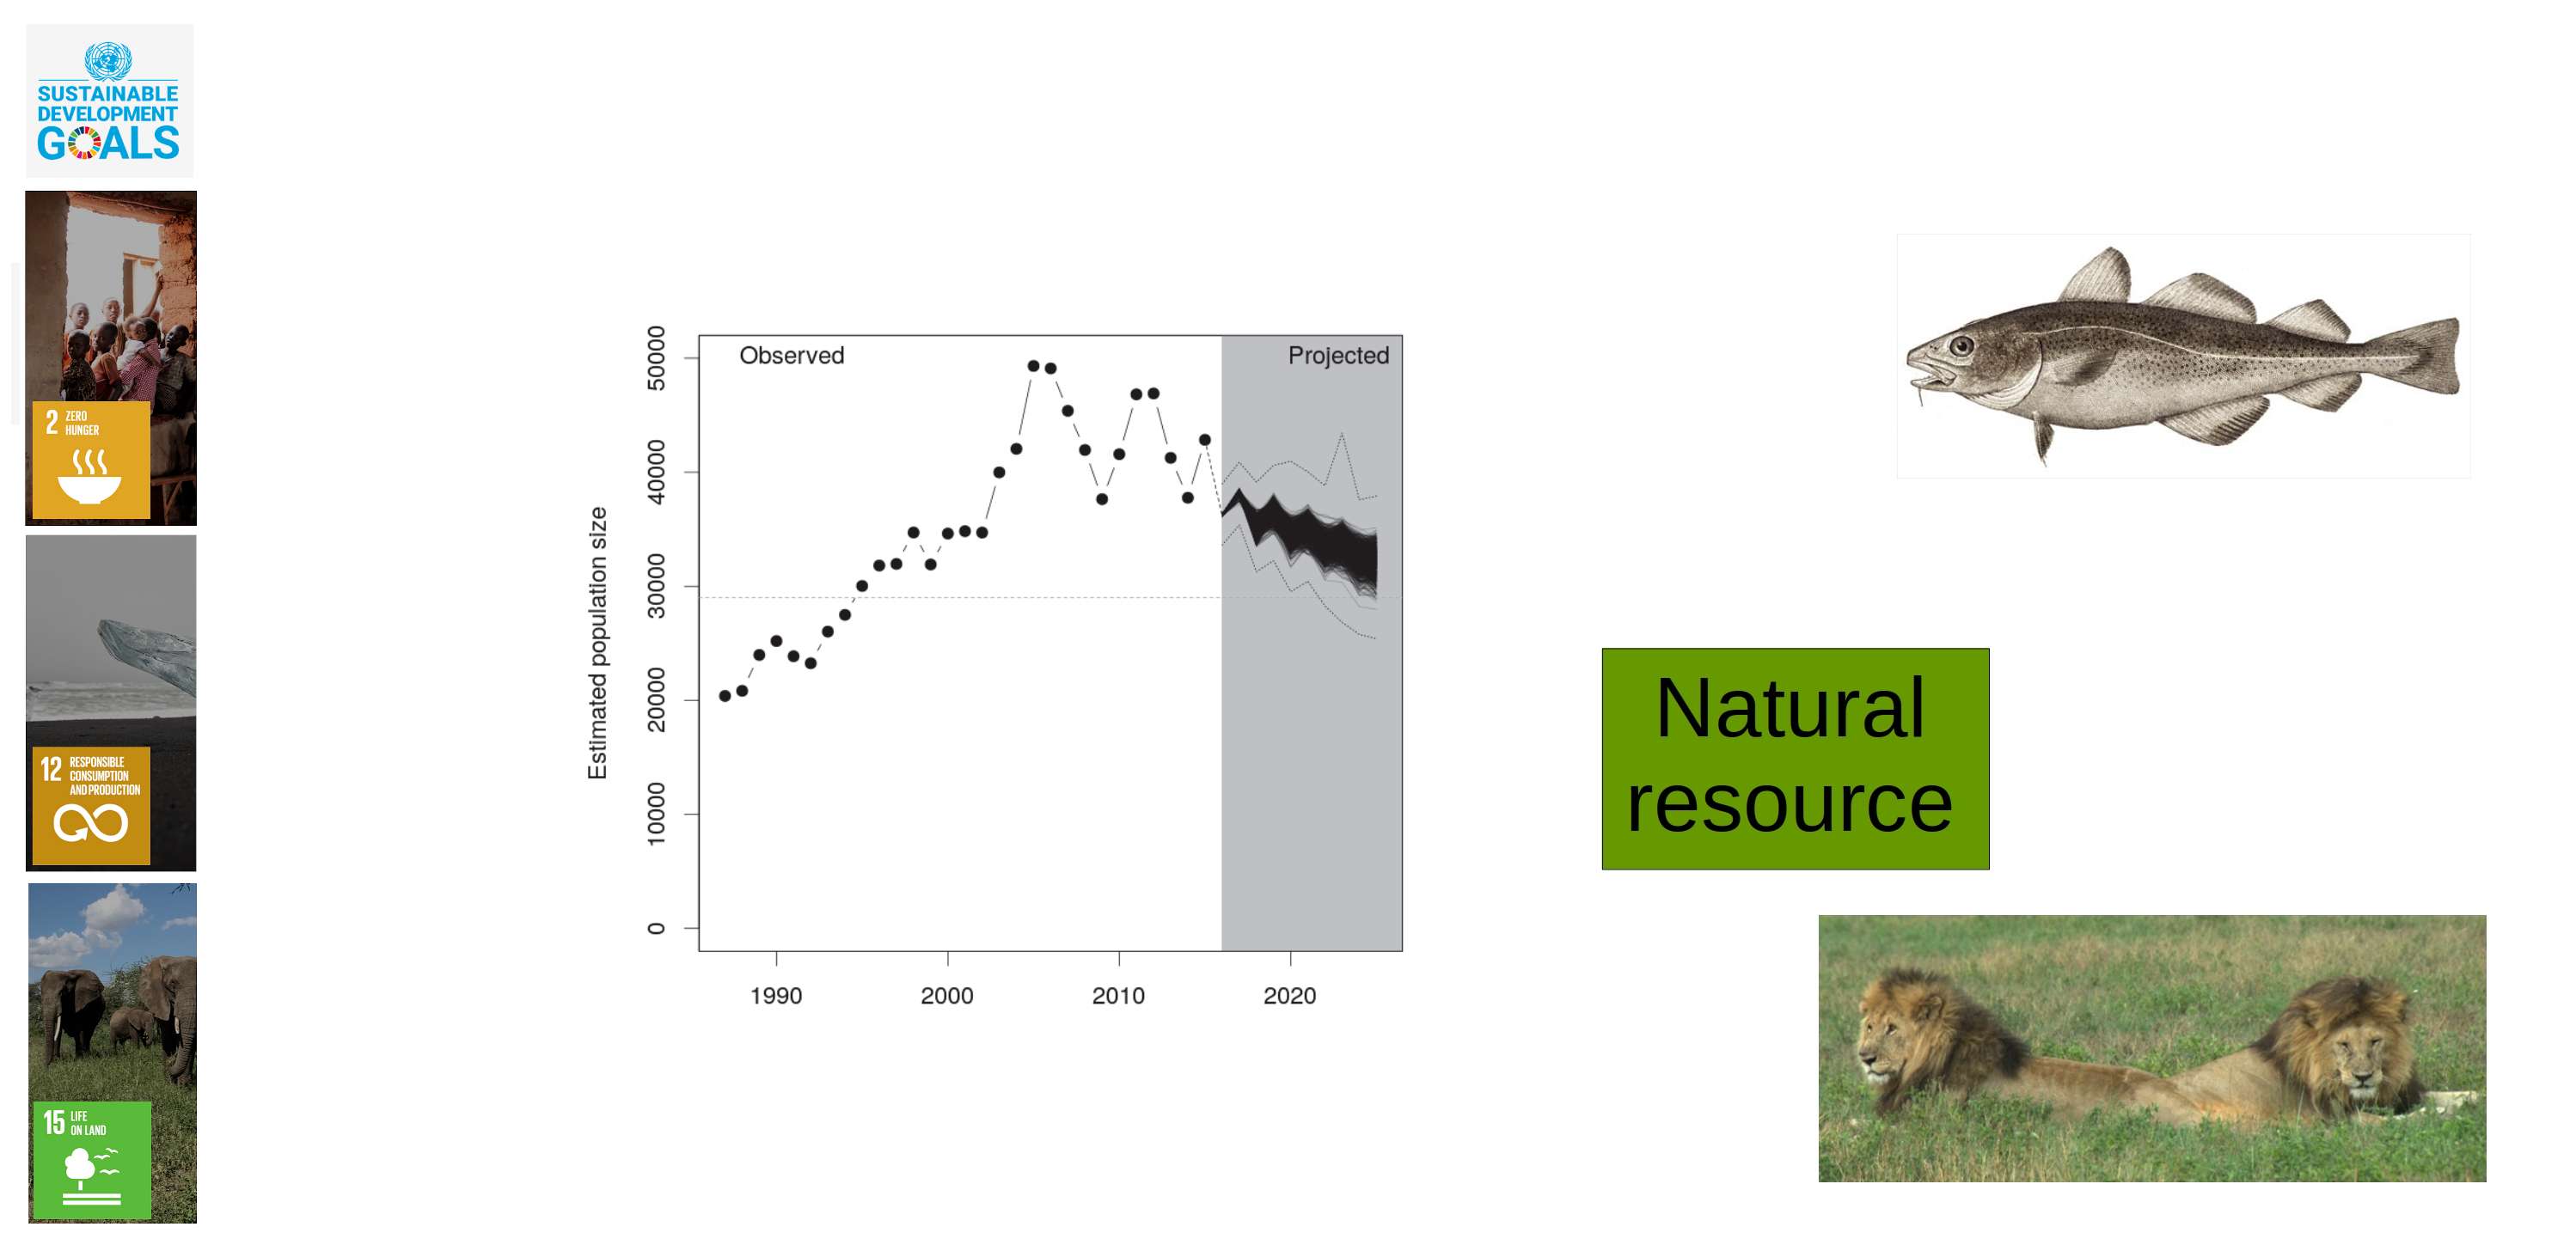 SUSTAINABLE
DEVELOPMENT
GOALS
2 ZERO
HUNGER
12 RESPONSIBLE
CONSUMPTION
AND PRODUCTION
15 LIFE
ON LAND
Observed
Projected
Estimated population size
50000
40000
30000
20000
10000
0
1990
2000
2010
2020
Natural
resource